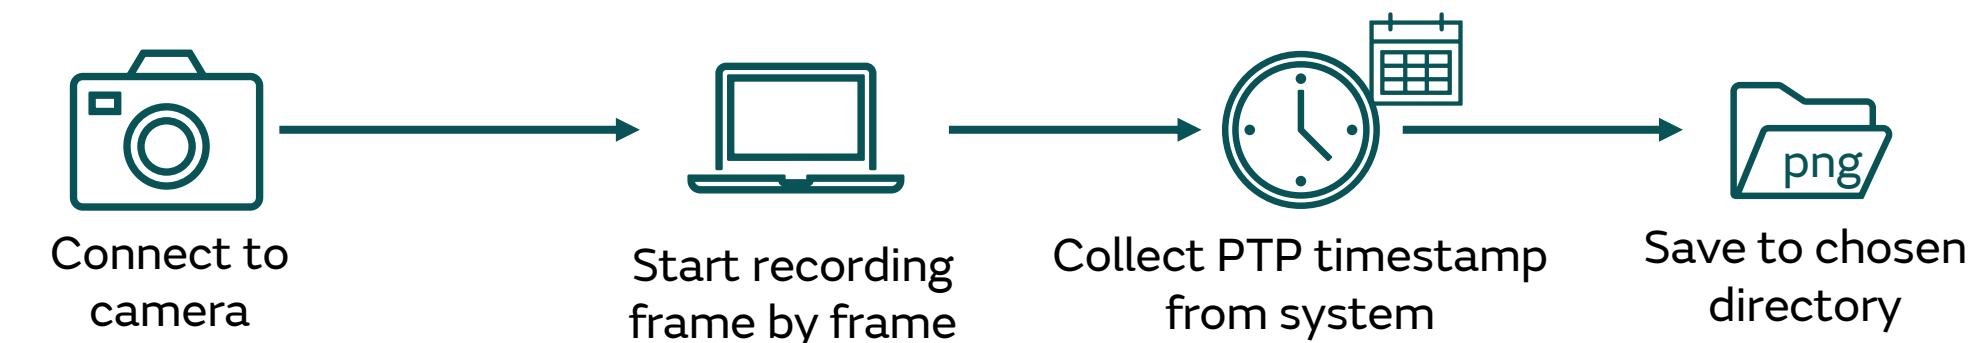 Connect to
camera
Start recording
frame by frame
Collect PTP timestamp
from system
png
Save to chosen
directory